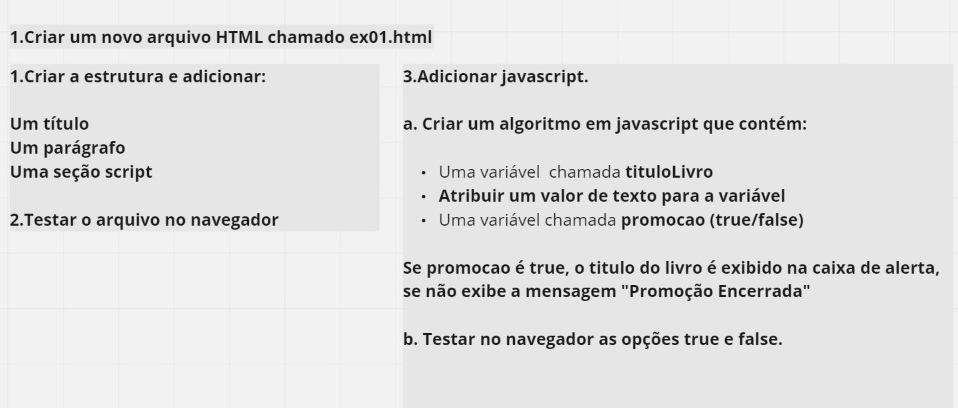 1.Criar um novo arquivo HTML chamado ex01.html
1.Criar a estrutura e adicionar:
Um título
Um parágrafo
Uma seção script
2.Testar o arquivo no navegador
3.Adicionar javascript.
a. Criar um algoritmo em javascript que contém:
• Uma variável chamada tituloLivro
• Atribuir um valor de texto para a variável
• Uma variável chamada promocao (true/false)
Se promocao é true, o titulo do livro é exibido na caixa de alerta,
se não exibe a mensagem "Promoção Encerrada"
b. Testar no navegador as opções true e false.